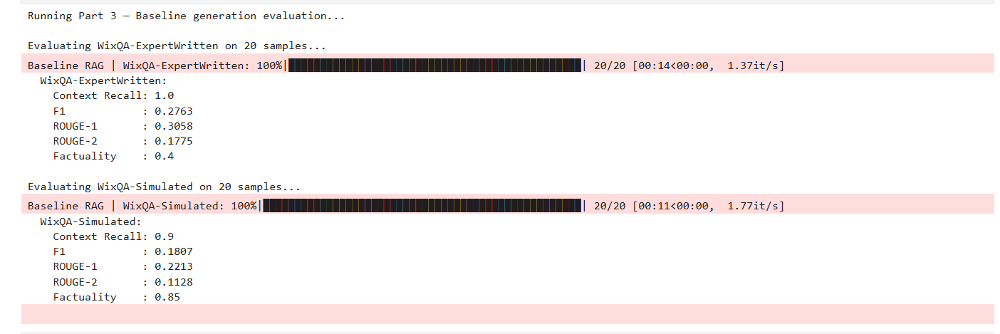 Running Part 3 — Baseline generation evaluation...
Evaluating WixQA-ExpertWritten on 20 samples...
Baseline RAG | WixQA-ExpertWritten: 100%|██████████| 20/20 [00:14<00:00,  1.37it/s]
WixQA-ExpertWritten:
Context Recall: 1.0
F1            : 0.2763
ROUGE-1       : 0.3058
ROUGE-2       : 0.1775
Factuality    : 0.4
Evaluating WixQA-Simulated on 20 samples...
Baseline RAG | WixQA-Simulated: 100%|██████████| 20/20 [00:11<00:00,  1.77it/s]
WixQA-Simulated:
Context Recall: 0.9
F1            : 0.1807
ROUGE-1       : 0.2213
ROUGE-2       : 0.1128
Factuality    : 0.85